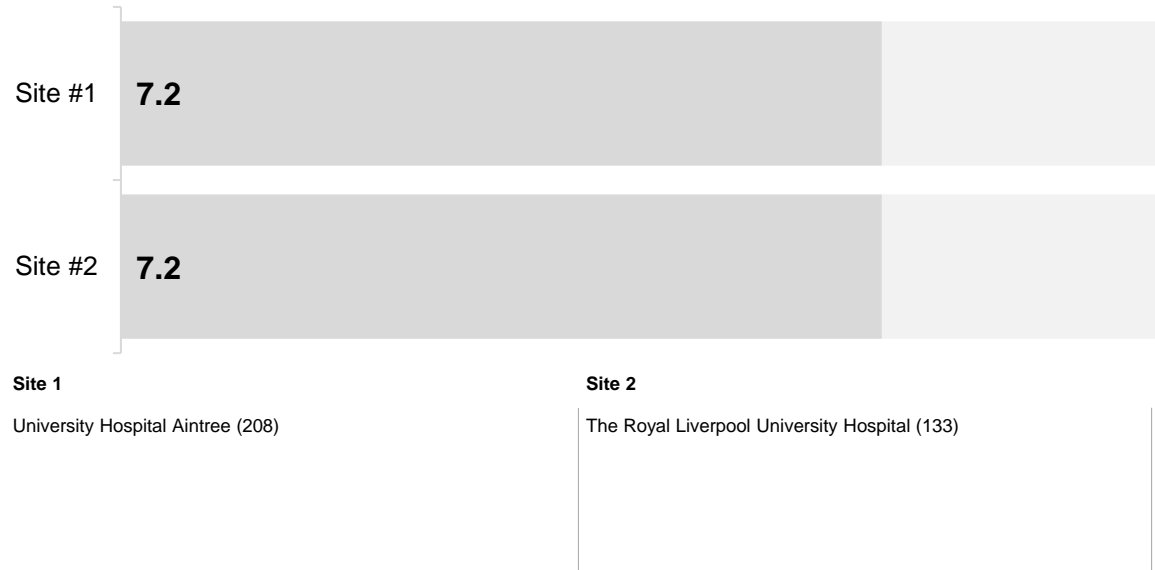 Site #1
7.2
Site #2
7.2
Site 1
Site 2
University Hospital Aintree (208)
The Royal Liverpool University Hospital (133)